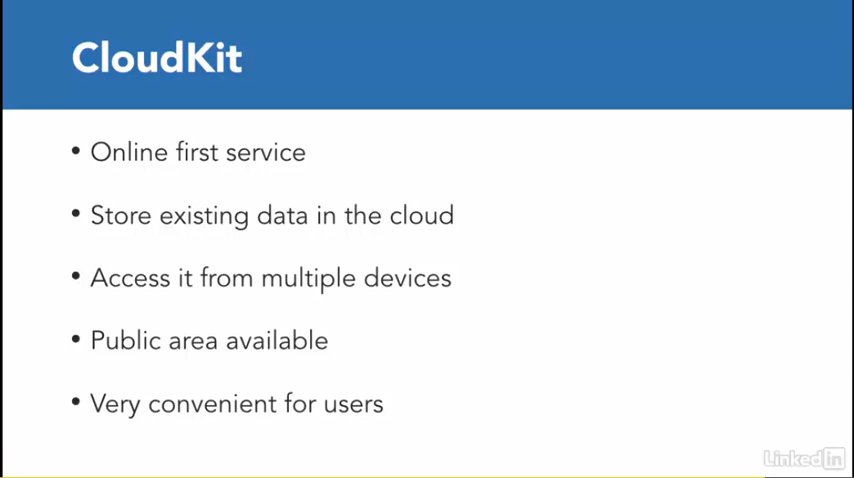 CloudKit
• Online first service
• Store existing data in the cloud
• Access it from multiple devices
• Public area available
• Very convenient for users
LinkedIn